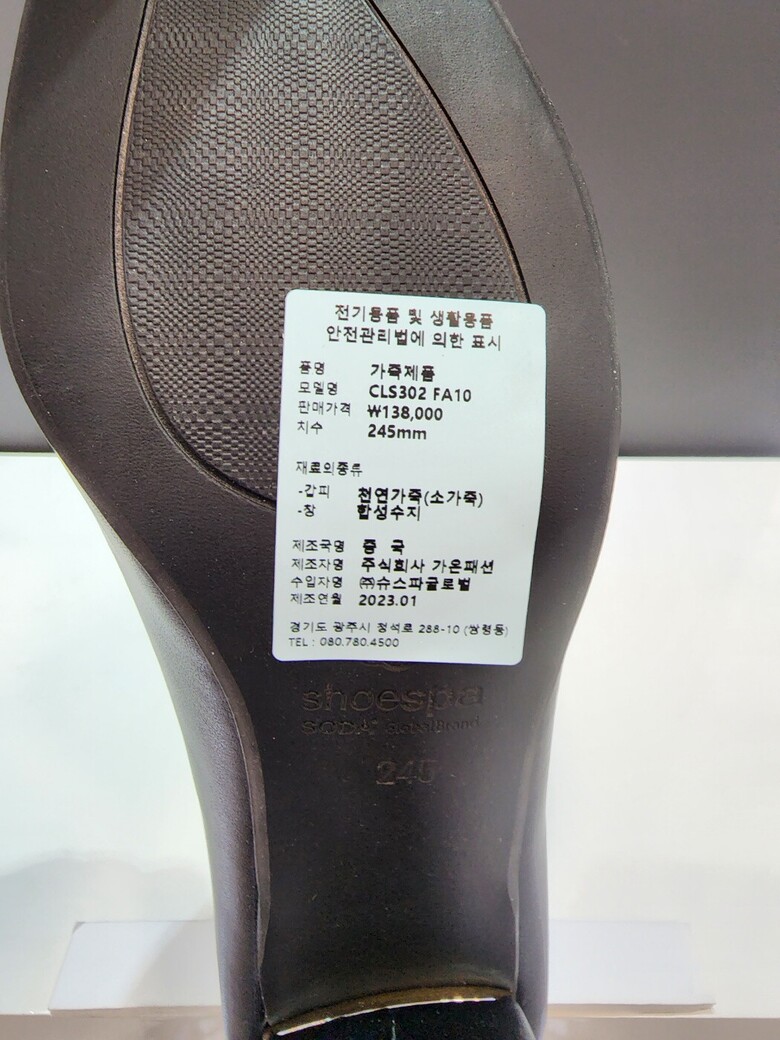 전기용품 및 생활용품
안전관리법에 의한 표시
품명 가죽제품
모델명 CLS302 FA10
판매가격 ₩138,000
치수 245mm
재료의종류
-갑피 천연가죽(소가죽)
-창 합성수지
제조국명 중 국
제조자명 주식회사 가온패션
수입자명 ㈜슈스파글로벌
제조연월 2023.01
경기도 광주시 청석로 288-10 (쌍령동)
TEL : 080.780.4500
shoespa
SODA GlobalBrand
245